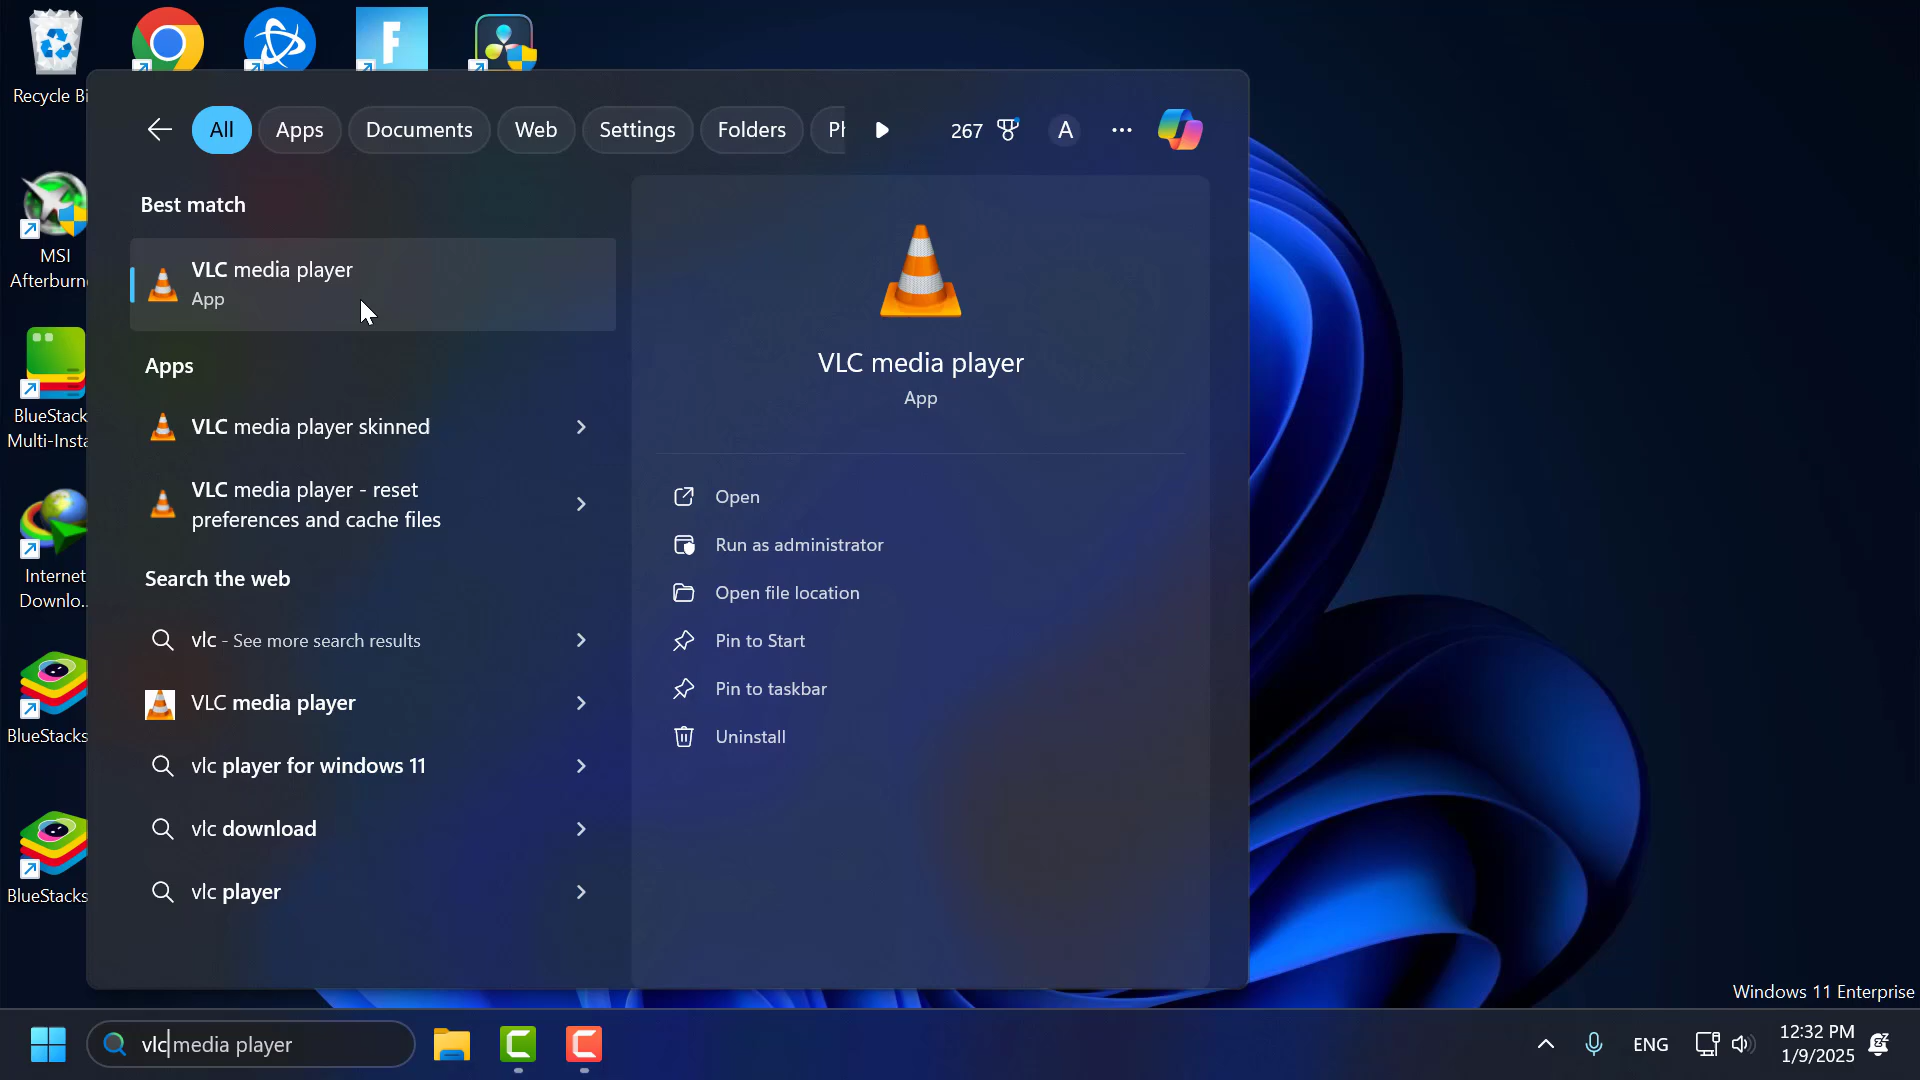 Recycle Bi
MSI
Afterburn
BlueStack
Multi-Insta
Internet
Downlo...
BlueStacks
BlueStacks
All
Apps
Documents
Web
Settings
Folders
Ph
267
A
Best match
VLC media player
App
Apps
VLC media player skinned
VLC media player - reset
preferences and cache files
Search the web
vlc - See more search results
VLC media player
vlc player for windows 11
vlc download
vlc player
VLC media player
App
Open
Run as administrator
Open file location
Pin to Start
Pin to taskbar
Uninstall
Windows 11 Enterprise
vlc media player
ENG
12:32 PM
1/9/2025